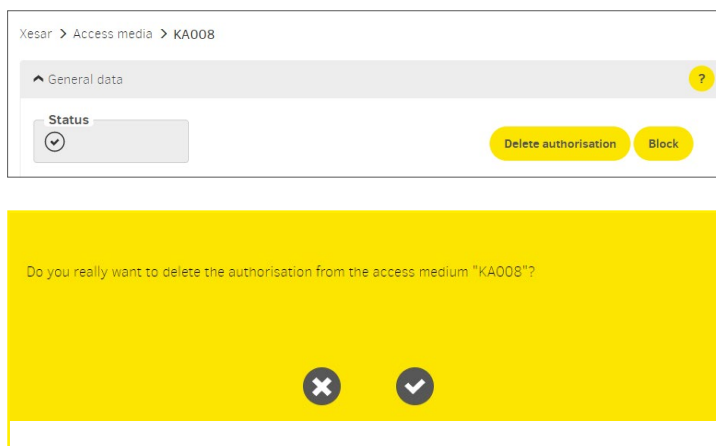 Xesar > Access media > KA008
General data
?
Status
Delete authorisation
Block
Do you really want to delete the authorisation from the access medium "KA008"?